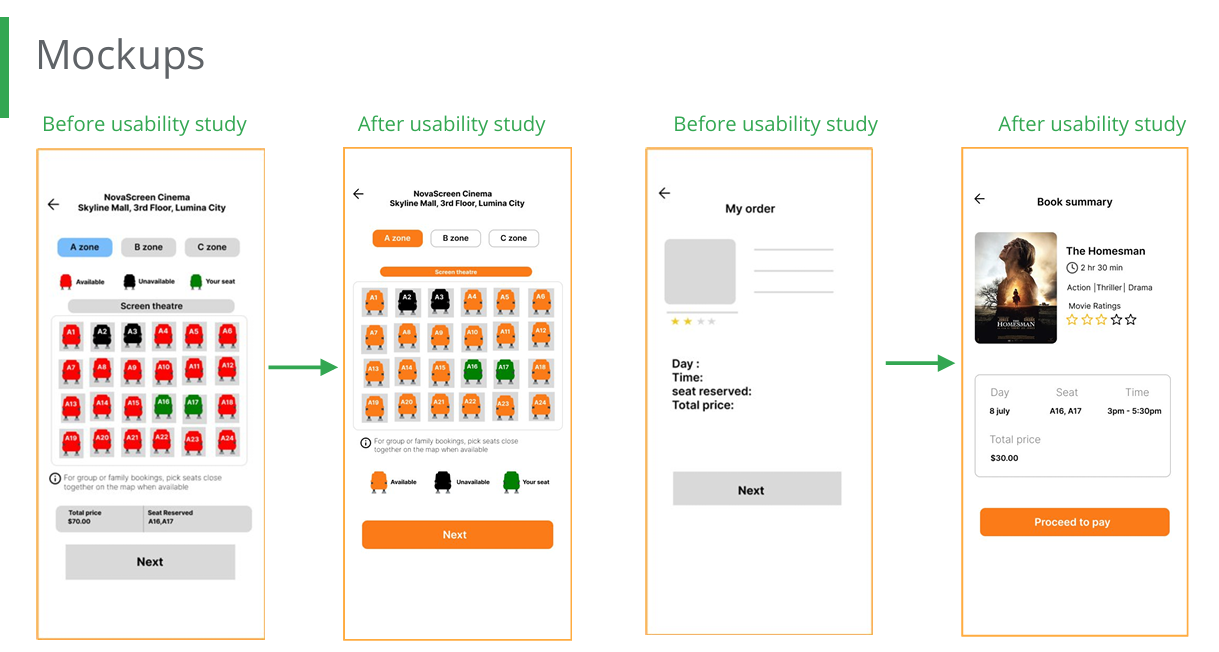 Mockups
Before usability study
After usability study
Before usability study
After usability study
NovaScreen Cinema
Skyline Mall, 3rd Floor, Lumina City
A zone
B zone
C zone
Available
Unavailable
Your seat
Screen theatre
A1 A2 A3 A4 A5 A6
A7 A8 A9 A10 A11 A12
A13 A14 A15 A16 A17 A18
A19 A20 A21 A22 A23 A24
For group or family bookings, pick seats close
together on the map when available
Total price
$70.00
Seat Reserved
A16,A17
Next
NovaScreen Cinema
Skyline Mall, 3rd Floor, Lumina City
A zone
B zone
C zone
Screen theatre
A1 A2 A3 A4 A5 A6
A7 A8 A9 A10 A11 A12
A13 A14 A15 A16 A17 A18
A19 A20 A21 A22 A23 A24
For group or family bookings, pick seats close
together on the map when available
Available
Unavailable
Your seat
Next
My order
Day :
Time:
seat reserved:
Total price:
Next
Book summary
HOMESMAN
The Homesman
2 hr 30 min
Action |Thriller| Drama
Movie Ratings
Day
Seat
Time
8 july
A16, A17
3pm - 5:30pm
Total price
$30.00
Proceed to pay